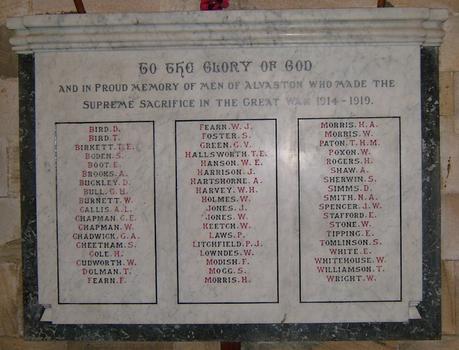 TO THE GLORY OF GOD
AND IN PROUD MEMORY OF MEN OF ALVASTON WHO MADE THE
SUPREME SACRIFICE IN THE GREAT WAR 1914-1919.
BIRD. D.
BIRD. T.
BIRKETT. T. E.
BODEN. S.
BOOT. E.
BROOKS. A.
BUCKLEY. D.
BULL. G. H.
BURNETT. W.
CALLIS. A. L.
CHAPMAN. C. E.
CHAPMAN. W.
CHADWICK. G. A.
CHEETHAM. S.
COLE. H.
CUDWORTH. W.
DOLMAN. T.
FEARN. F.
FEARN. W. J.
FOSTER. S.
GREEN. C. V.
HALLSWORTH. T. E.
HANSON. W. E.
HARRISON. J.
HARTSHORNE. A.
HARVEY. W. H.
HOLMES. W.
JONES. J.
JONES. W.
KEETCH. W.
LAWS. P.
LITCHFIELD. P. J.
LOWNDES. W.
MODISH. F.
MOGG. S.
MORRIS. H.
MORRIS. H. A.
MORRIS. W.
PATON. T. H. M.
POXON. W.
ROGERS. H.
SHAW. A.
SHERWIN. S.
SIMMS. D.
SMITH. N. A.
SPENCER. J. W.
STAFFORD. E.
STONE. W.
TIPPING. E.
TOMLINSON. S.
WHITE. E.
WHITEHOUSE. W.
WILLIAMSON. T.
WRIGHT. W.